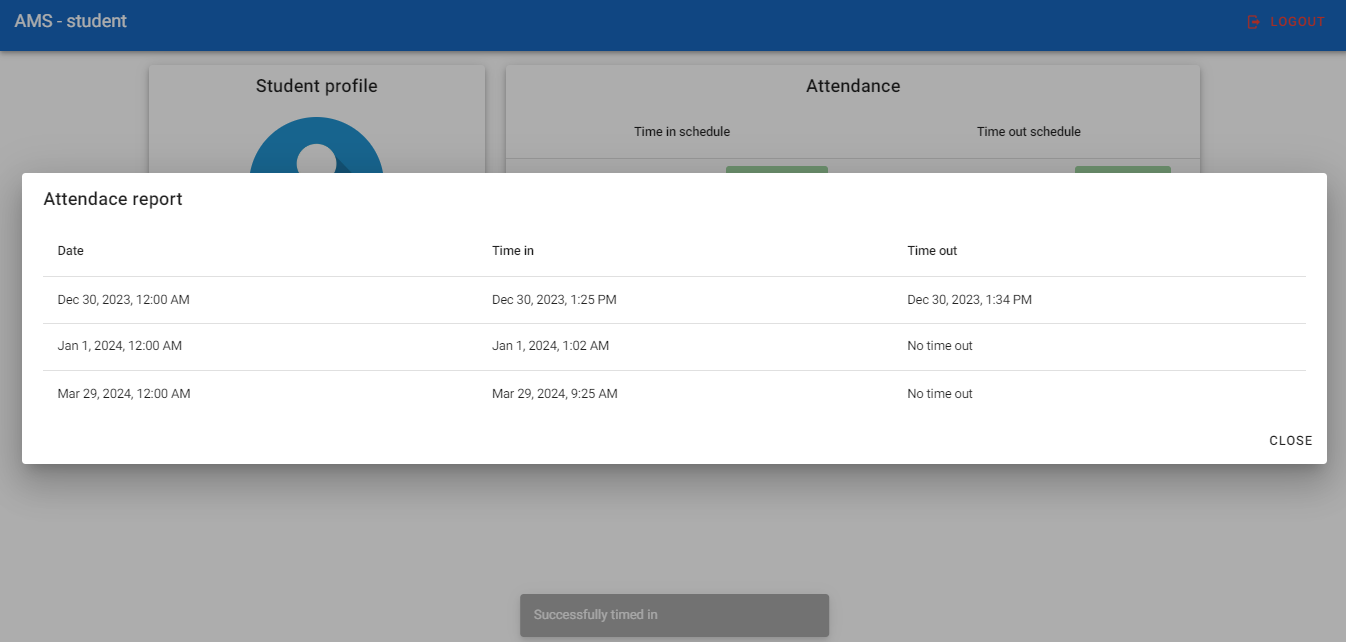 AMS - student
LOGOUT
Student profile
Attendance
Time in schedule Time out schedule
Attendace report
Date Time in Time out
Dec 30, 2023, 12:00 AM Dec 30, 2023, 1:25 PM Dec 30, 2023, 1:34 PM
Jan 1, 2024, 12:00 AM Jan 1, 2024, 1:02 AM No time out
Mar 29, 2024, 12:00 AM Mar 29, 2024, 9:25 AM No time out
CLOSE
Successfully timed in